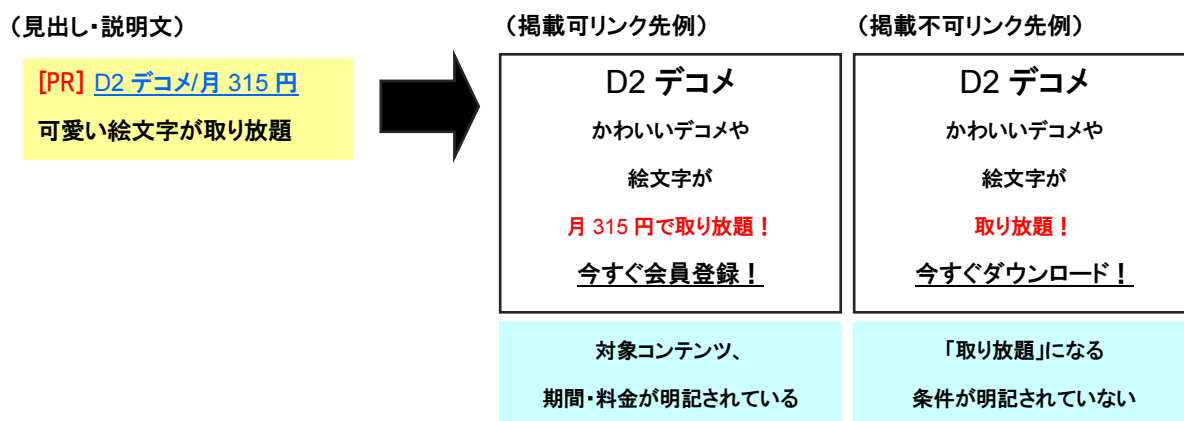 （見出し・説明文）
[PR] D2 デコメ/月 315 円
可愛い絵文字が取り放題
（掲載可リンク先例）
D2 デコメ
かわいいデコメや
絵文字が
月 315 円で取り放題！
今すぐ会員登録！
対象コンテンツ、
期間・料金が明記されている
（掲載不可リンク先例）
D2 デコメ
かわいいデコメや
絵文字が
取り放題！
今すぐダウンロード！
「取り放題」になる
条件が明記されていない